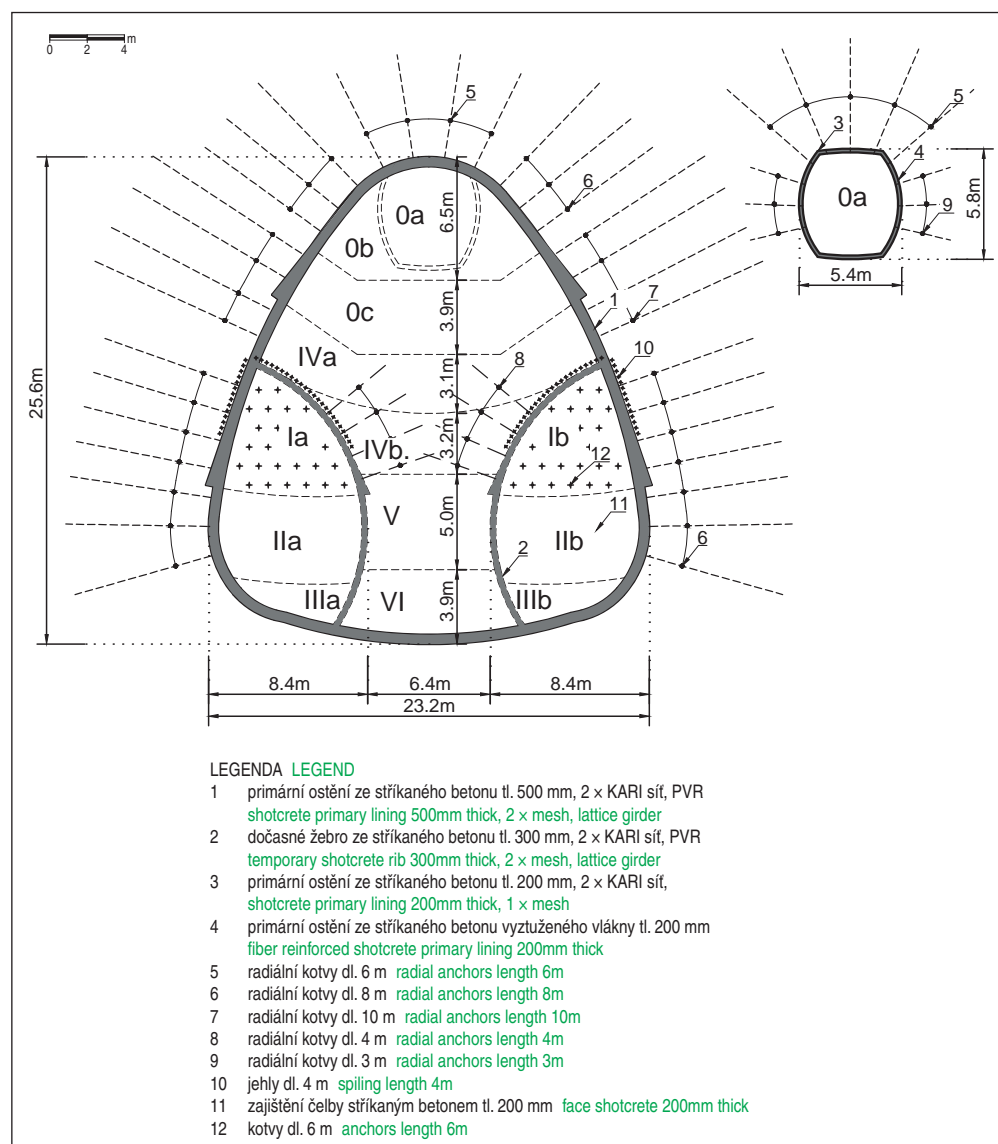 0 2 4 m
5
3
5
4
0a
9
5.8m
5.4m
6
0a
6.5m
0b
7
1
0c
3.9m
IVa
8
10
3.1m
25.6m
Ia
IVb.
3.2m
Ib
12
V
5.0m
11
IIa
IIb
2
6
IIIa
VI
3.9m
IIIb
8.4m 6.4m 8.4m
23.2m
LEGENDA LEGEND
1 primární ostění ze stříkaného betonu tl. 500 mm, 2 × KARI síť, PVR
shotcrete primary lining 500mm thick, 2 × mesh, lattice girder
2 dočasné žebro ze stříkaného betonu tl. 300 mm, 2 × KARI síť, PVR
temporary shotcrete rib 300mm thick, 2 × mesh, lattice girder
3 primární ostění ze stříkaného betonu tl. 200 mm, 2 × KARI síť,
shotcrete primary lining 200mm thick, 1 × mesh
4 primární ostění ze stříkaného betonu vyztuženého vlákny tl. 200 mm
fiber reinforced shotcrete primary lining 200mm thick
5 radiální kotvy dl. 6 m radial anchors length 6m
6 radiální kotvy dl. 8 m radial anchors length 8m
7 radiální kotvy dl. 10 m radial anchors length 10m
8 radiální kotvy dl. 4 m radial anchors length 4m
9 radiální kotvy dl. 3 m radial anchors length 3m
10 jehly dl. 4 m spiling length 4m
11 zajištění čelby stříkaným betonem tl. 200 mm face shotcrete 200mm thick
12 kotvy dl. 6 m anchors length 6m